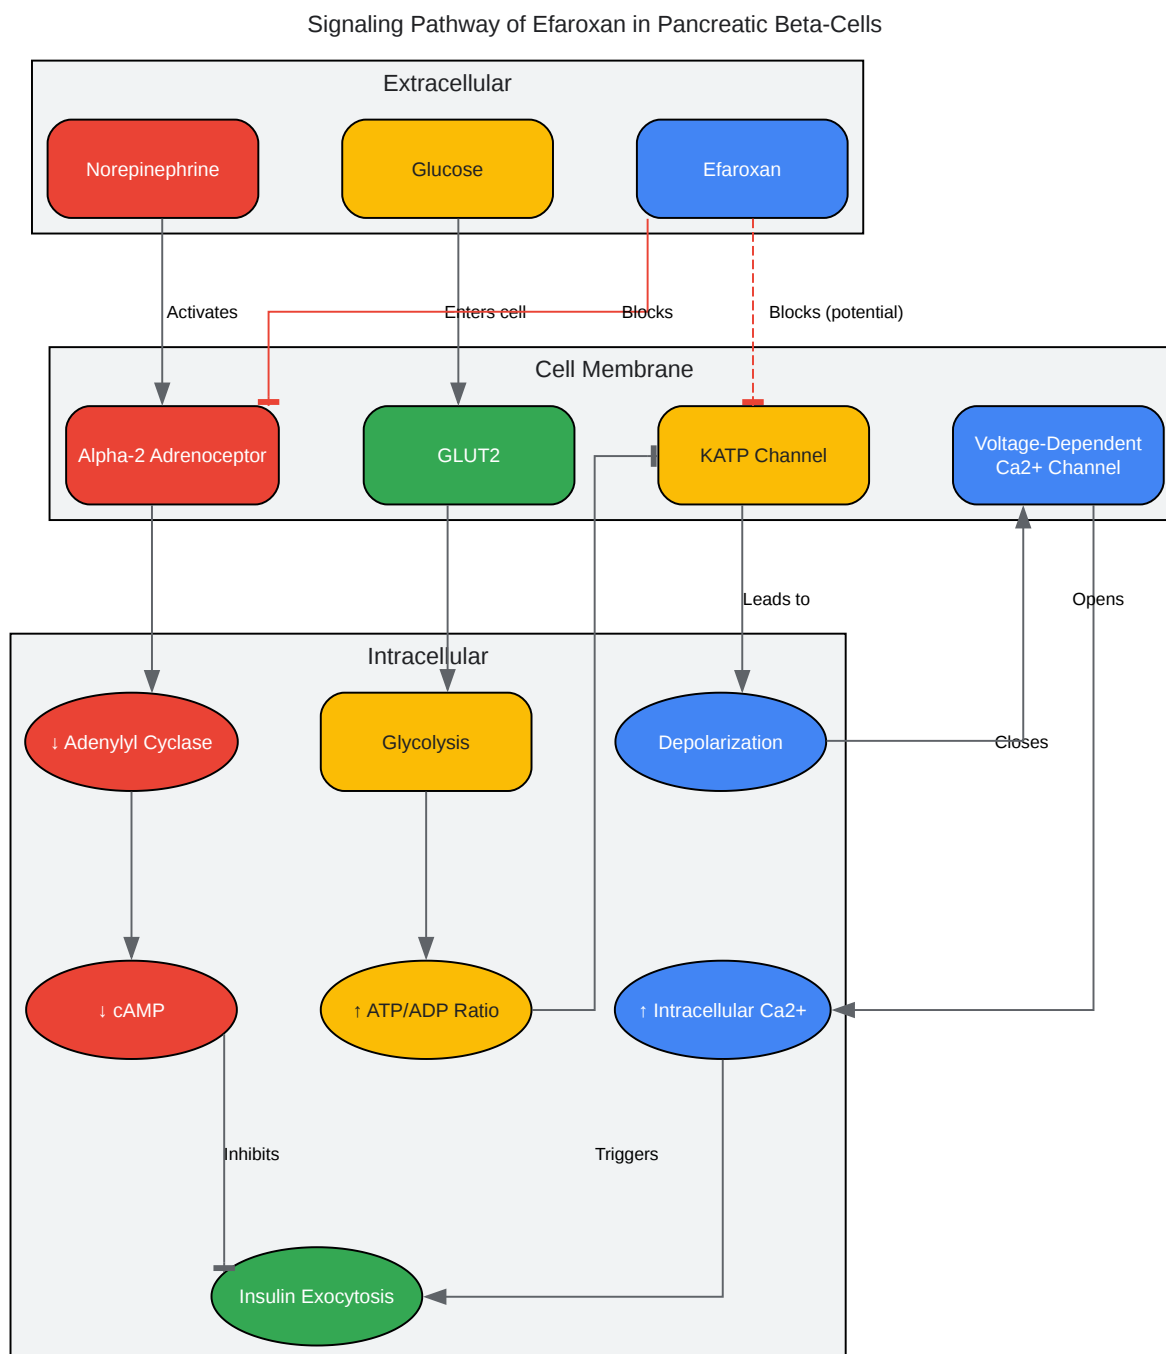 Signaling Pathway of Efaroxan in Pancreatic Beta-Cells
Extracellular
Norepinephrine
Glucose
Efaroxan
Activates
Enters cell
Blocks
Blocks (potential)
Cell Membrane
Alpha-2 Adrenoceptor
GLUT2
KATP Channel
Voltage-Dependent
Ca2+ Channel
Leads to
Opens
Intracellular
↓ Adenylyl Cyclase
Glycolysis
Depolarization
Closes
↓ cAMP
↑ ATP/ADP Ratio
↑ Intracellular Ca2+
Inhibits
Triggers
Insulin Exocytosis